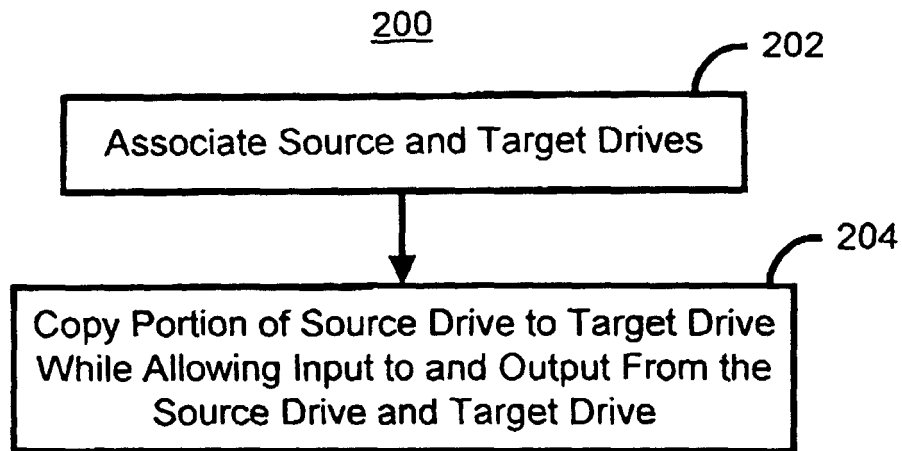 200
202
Associate Source and Target Drives
204
Copy Portion of Source Drive to Target Drive
While Allowing Input to and Output From the
Source Drive and Target Drive